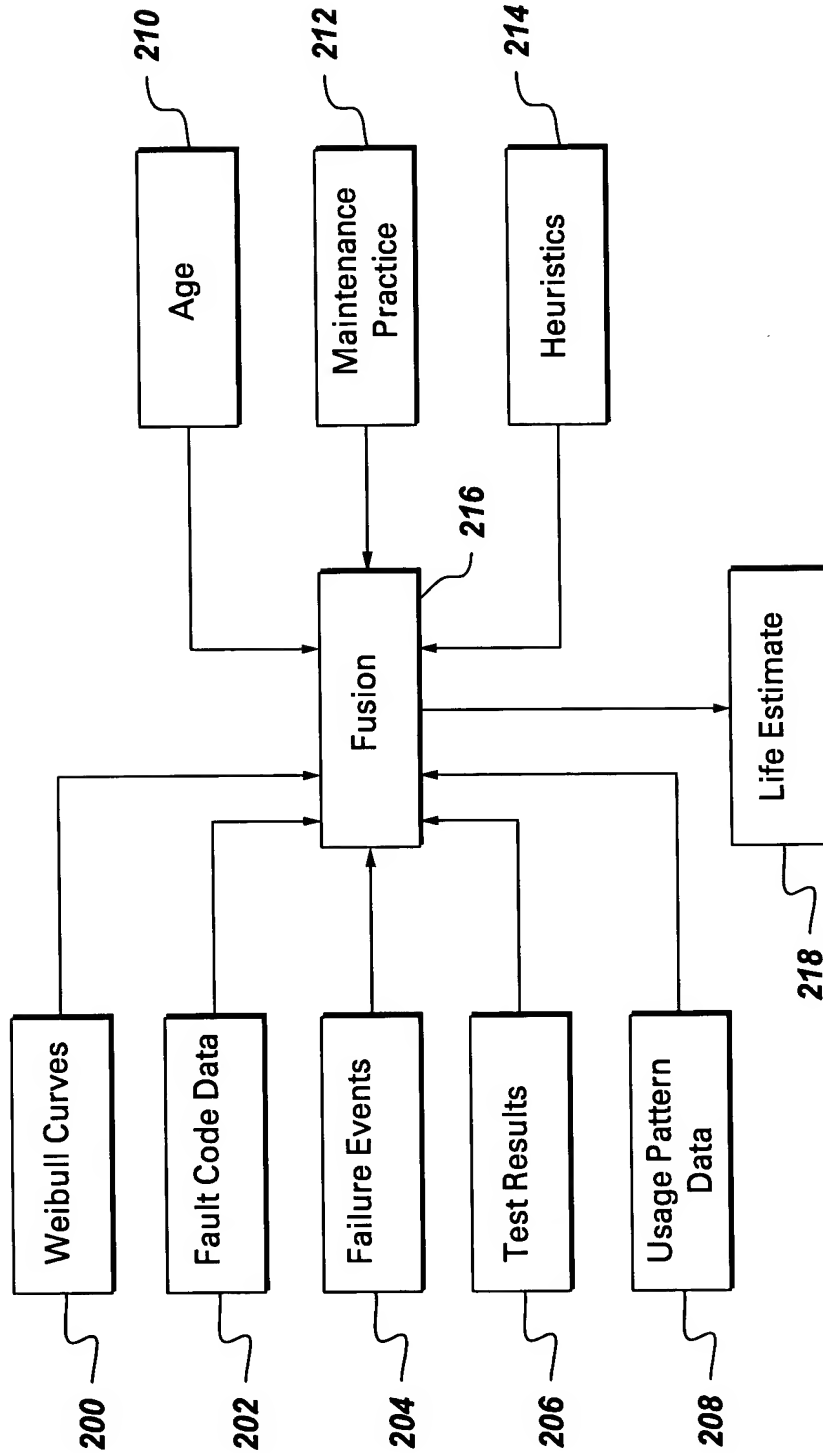 200
Weibull Curves
202
Fault Code Data
204
Failure Events
206
Test Results
208
Usage Pattern
Data
Fusion
216
218
Life Estimate
Age
210
Maintenance
Practice
212
Heuristics
214